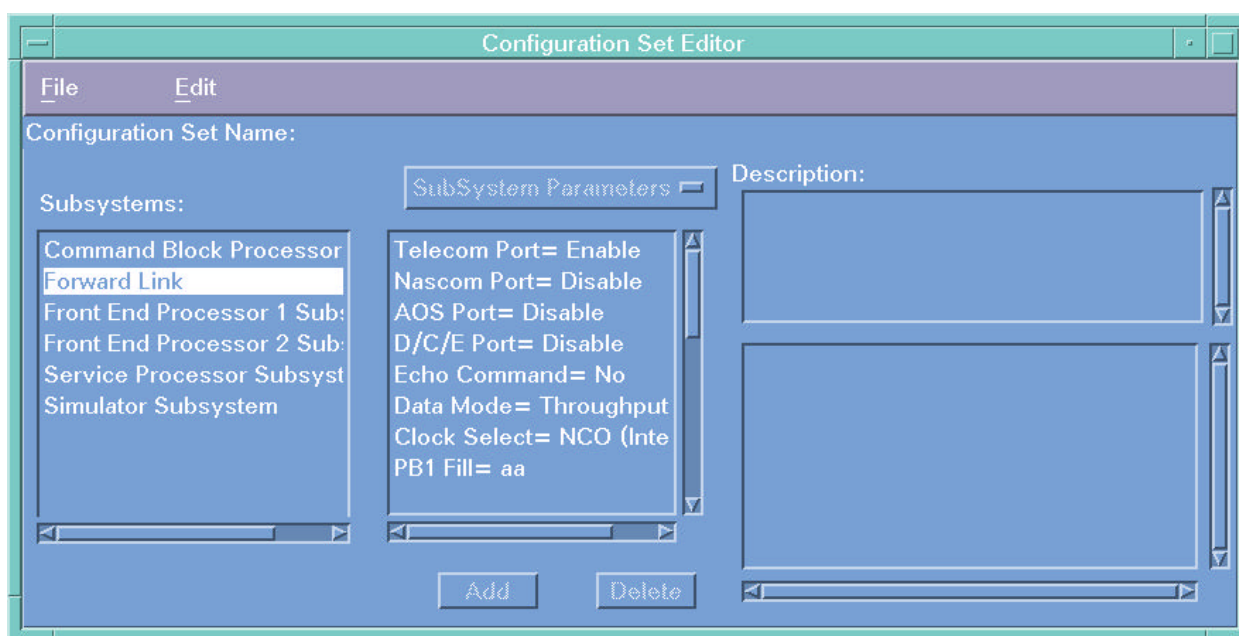 Configuration Set Editor
File Edit
Configuration Set Name:
SubSystem Parameters
Description:
Subsystems:
Command Block Processor
Forward Link
Front End Processor 1 Subs
Front End Processor 2 Sub
Service Processor Subsyst
Simulator Subsystem
Telecom Port= Enable
Nascom Port= Disable
AOS Port= Disable
D/C/E Port= Disable
Echo Command= No
Data Mode= Throughput
Clock Select= NCO (Inte
PB1 Fill= aa
Add Delete